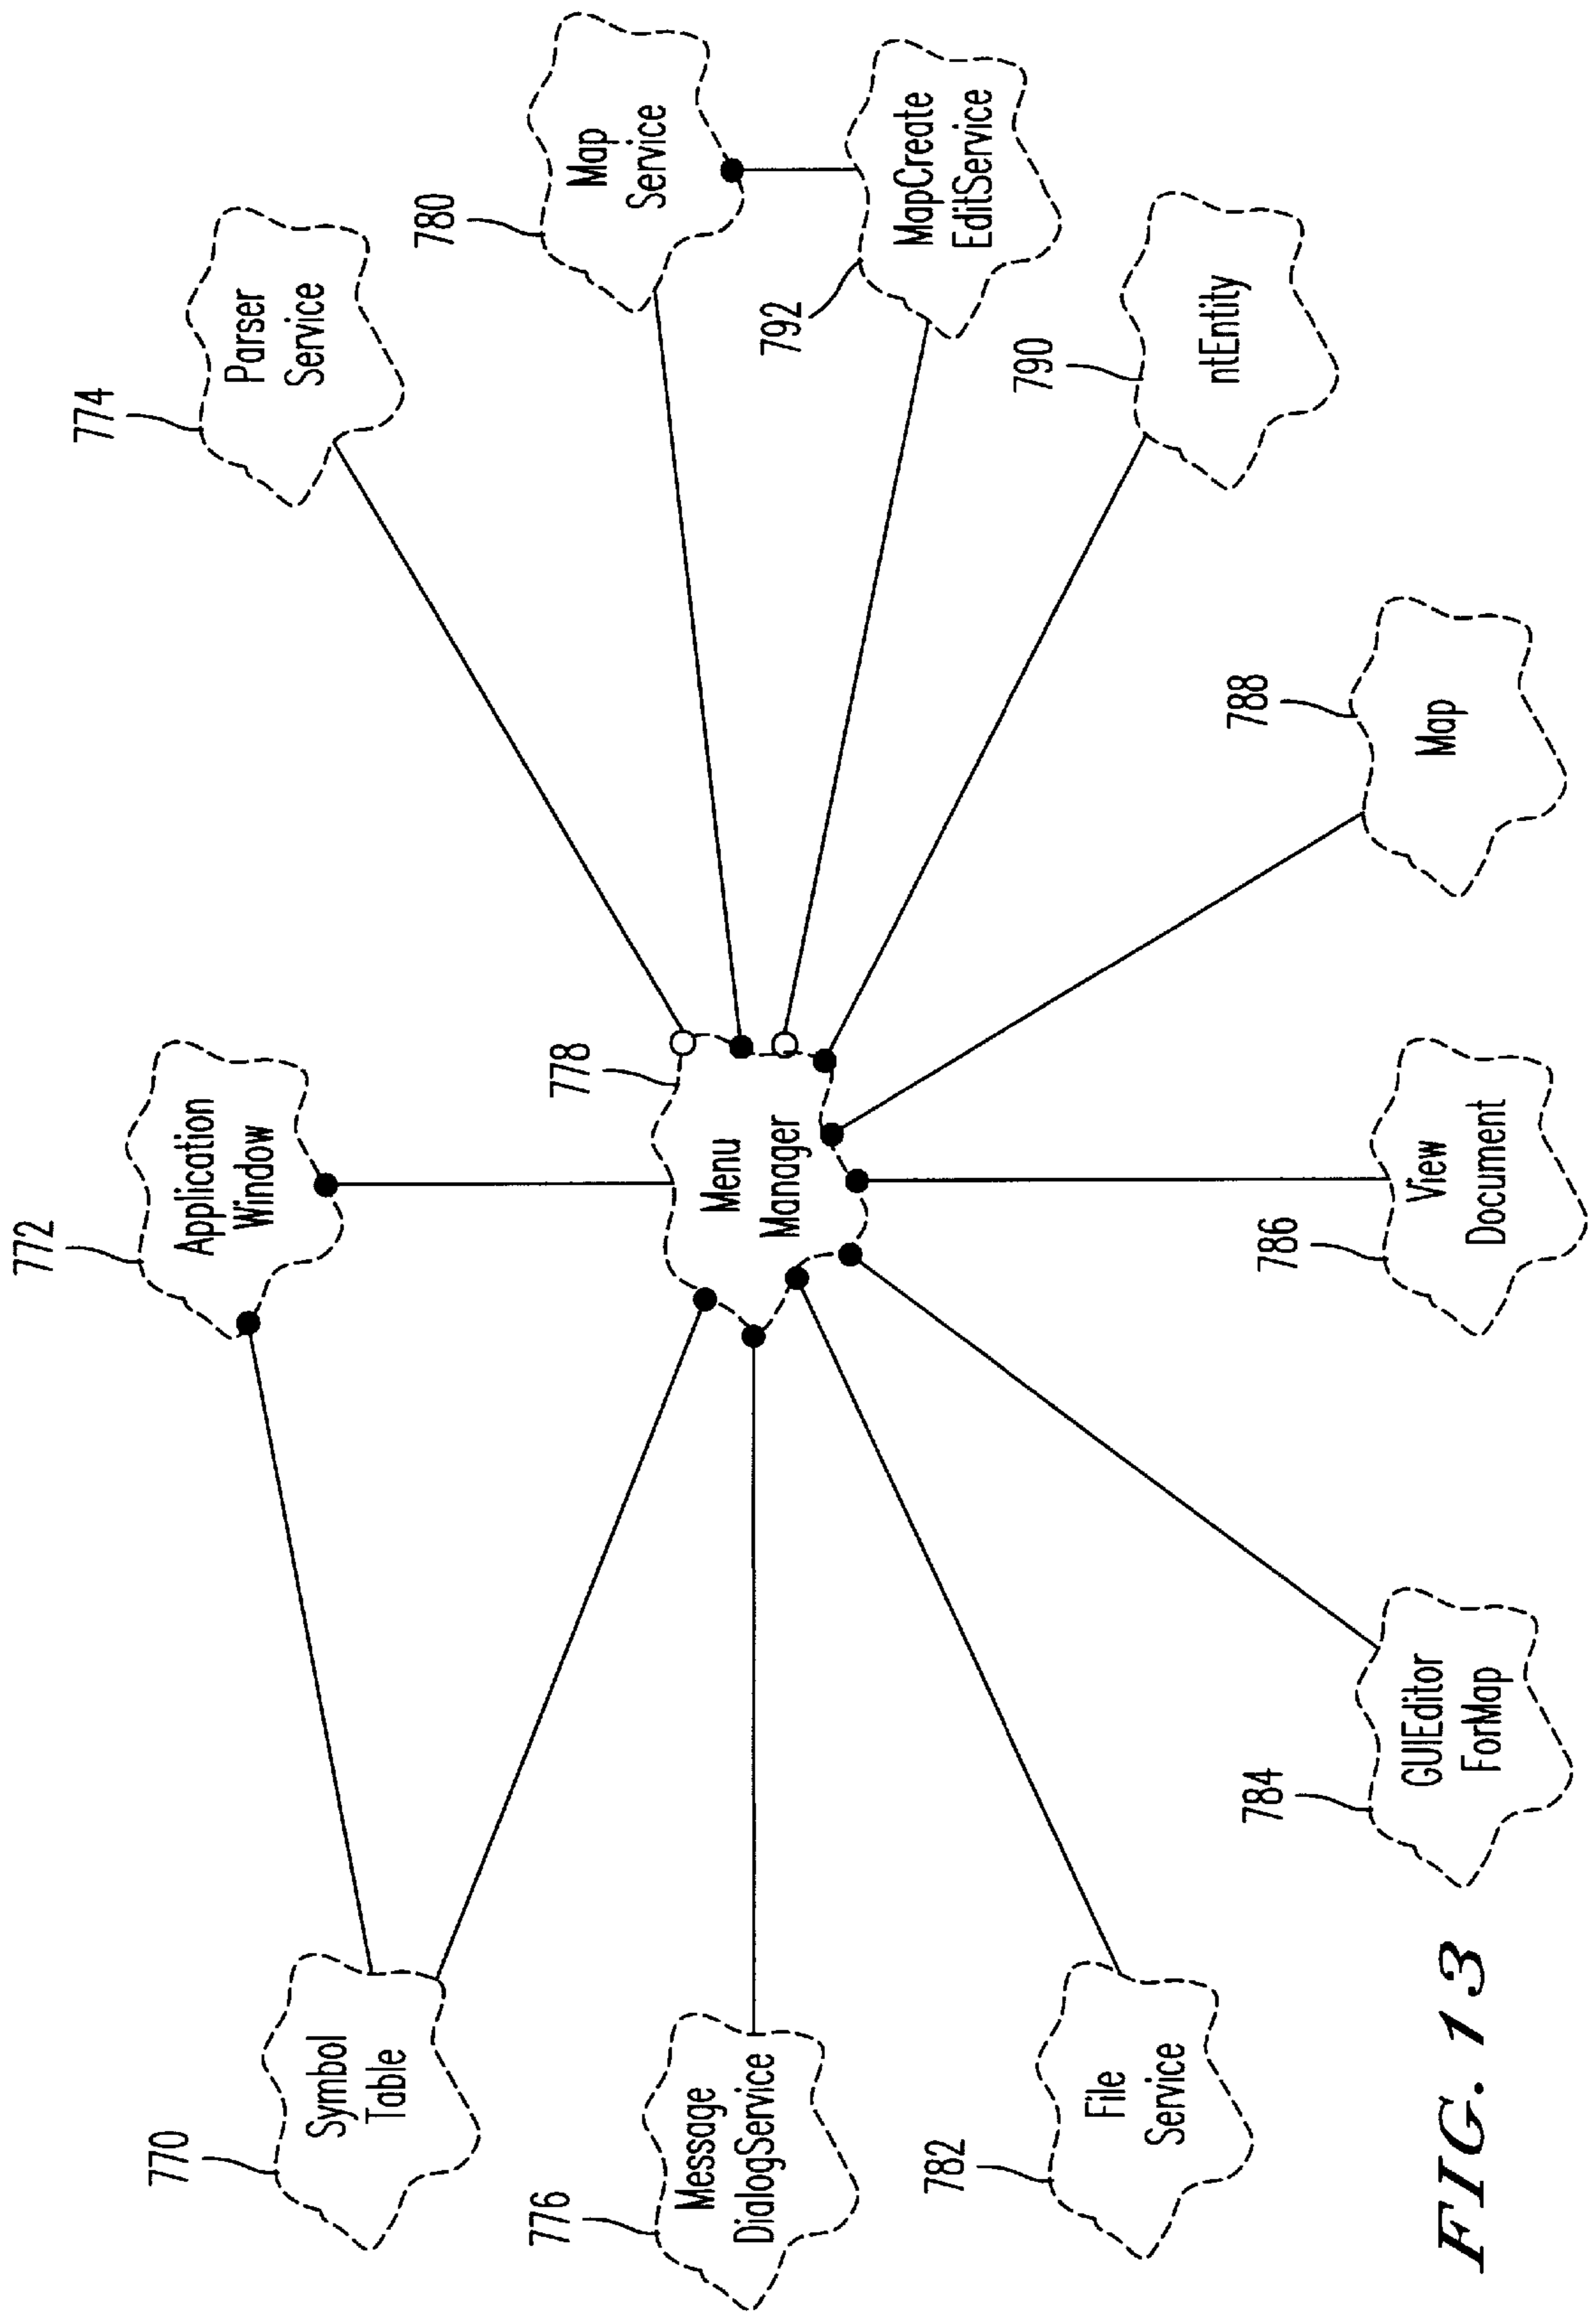 772
Application
Window
774
Parser
Service
770
Symbol
Table
780
Map
Service
778
Menu
Manager
776
Message
DialogService
792
MapCreate
EditService
782
File
Service
790
ntEntity
788
Map
786
View
Document
784
GUIEditor
ForMap
FIG. 13